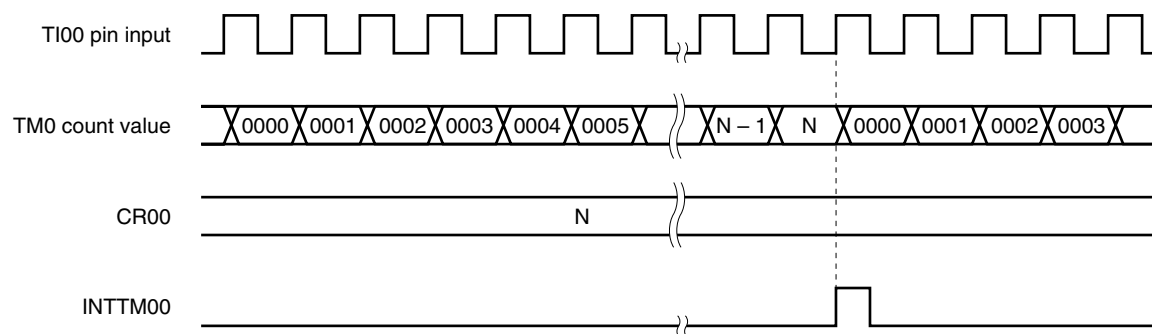 TI00 pin input
TM0 count value
0000 0001 0002 0003 0004 0005 N – 1 N 0000 0001 0002 0003
CR00
N
INTTM00